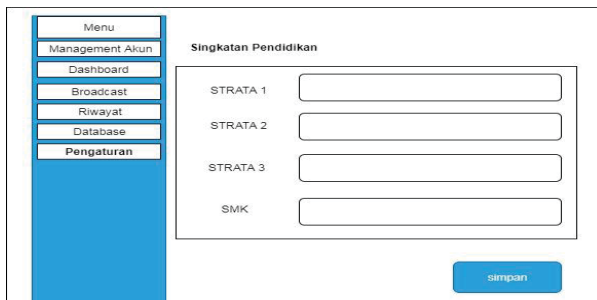 Menu
Management Akun
Dashboard
Broadcast
Riwayat
Database
Pengaturan
Singkatan Pendidikan
STRATA 1
STRATA 2
STRATA 3
SMK
simpan